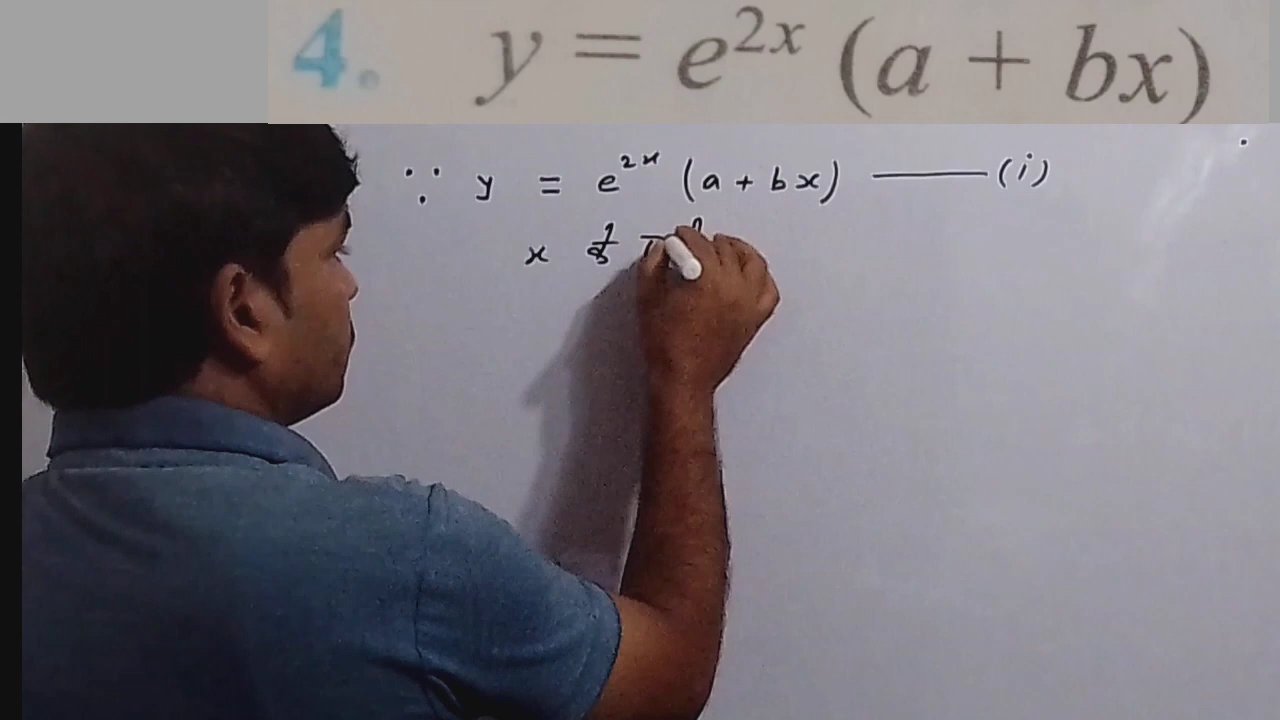 4. y = e^{2x} (a + bx)
∵ y = e^{2x} (a + bx) ——— (i)
x के